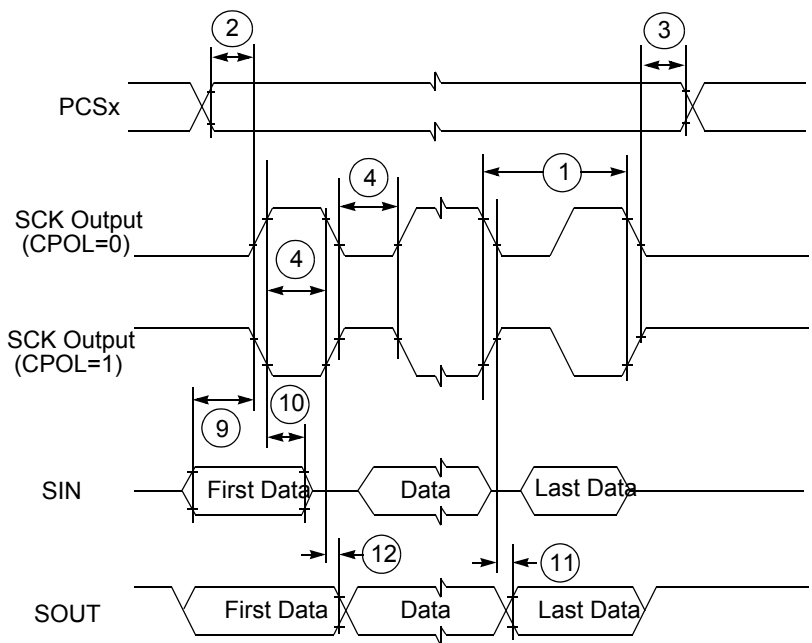 2
3
PCSx
4
1
SCK Output
(CPOL=0)
4
SCK Output
(CPOL=1)
9
10
SIN
First Data
Data
Last Data
12
11
SOUT
First Data
Data
Last Data